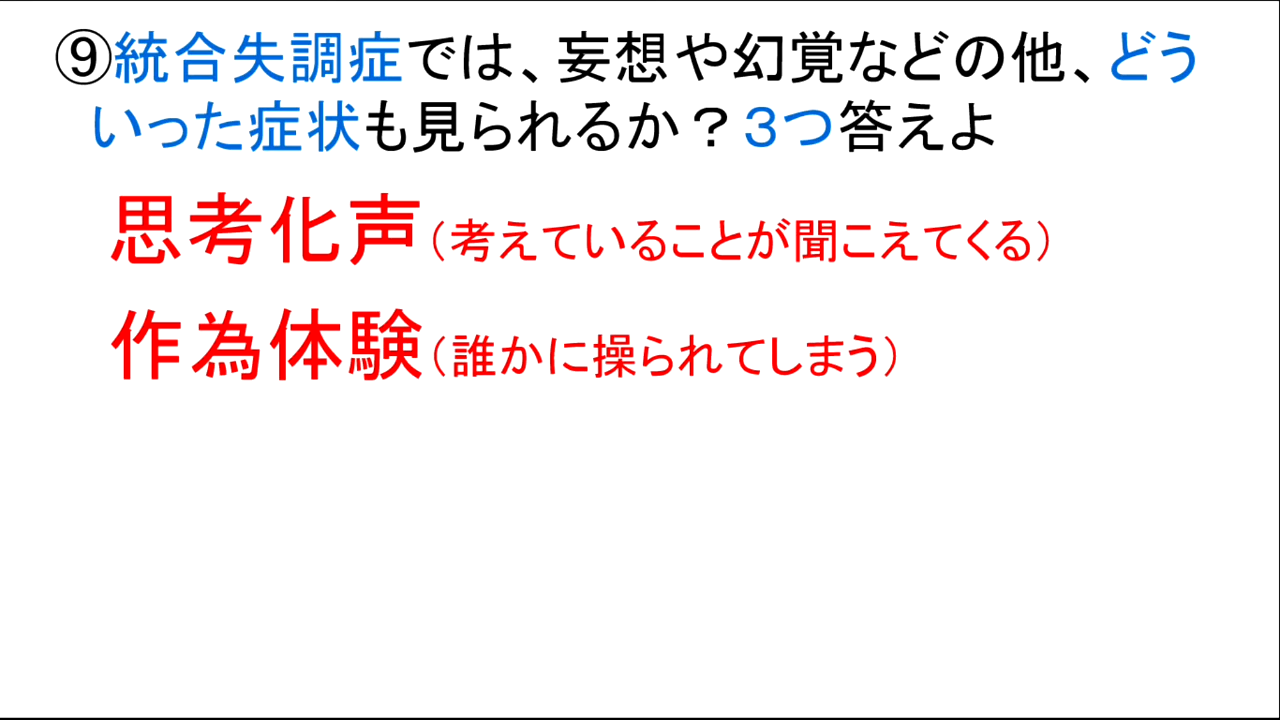 ⑨統合失調症では、妄想や幻覚などの他、どう
いった症状も見られるか？３つ答えよ
思考化声（考えていることが聞こえてくる）
作為体験（誰かに操られてしまう）